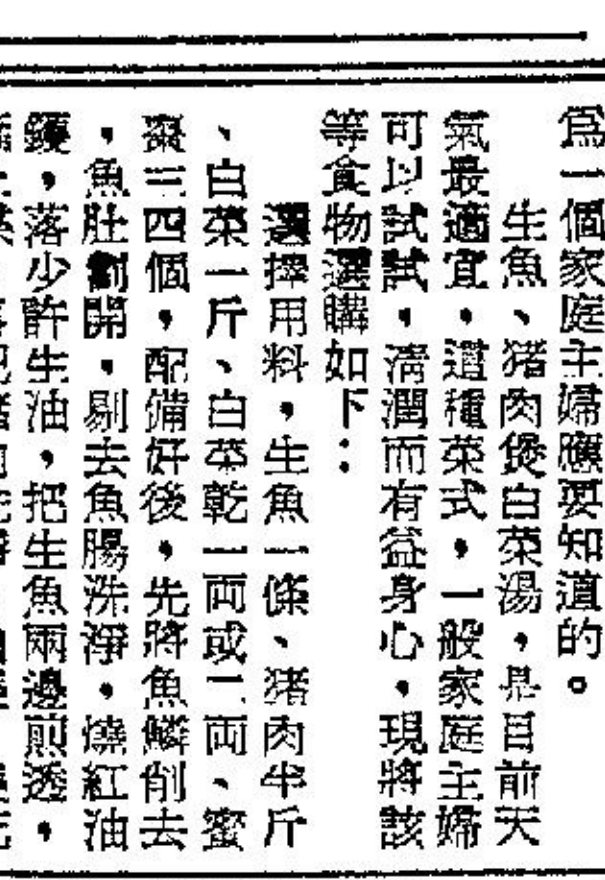 爲一個家庭主婦應要知道的。
生魚、猪肉煲白菜湯，是目前天
氣最適宜，這種菜式，一般家庭主婦
可以試試，清潤而有益身心，現將該
等食物選購如下：
選擇用料，生魚一條、猪肉半斤
、白菜一斤、白菜乾一両或二両、蜜
棗三四個，配備好後，先將魚鱗削去
，魚肚劏開，剔去魚腸洗淨，燒紅油
鑊，落少許生油，把生魚兩邊煎透，